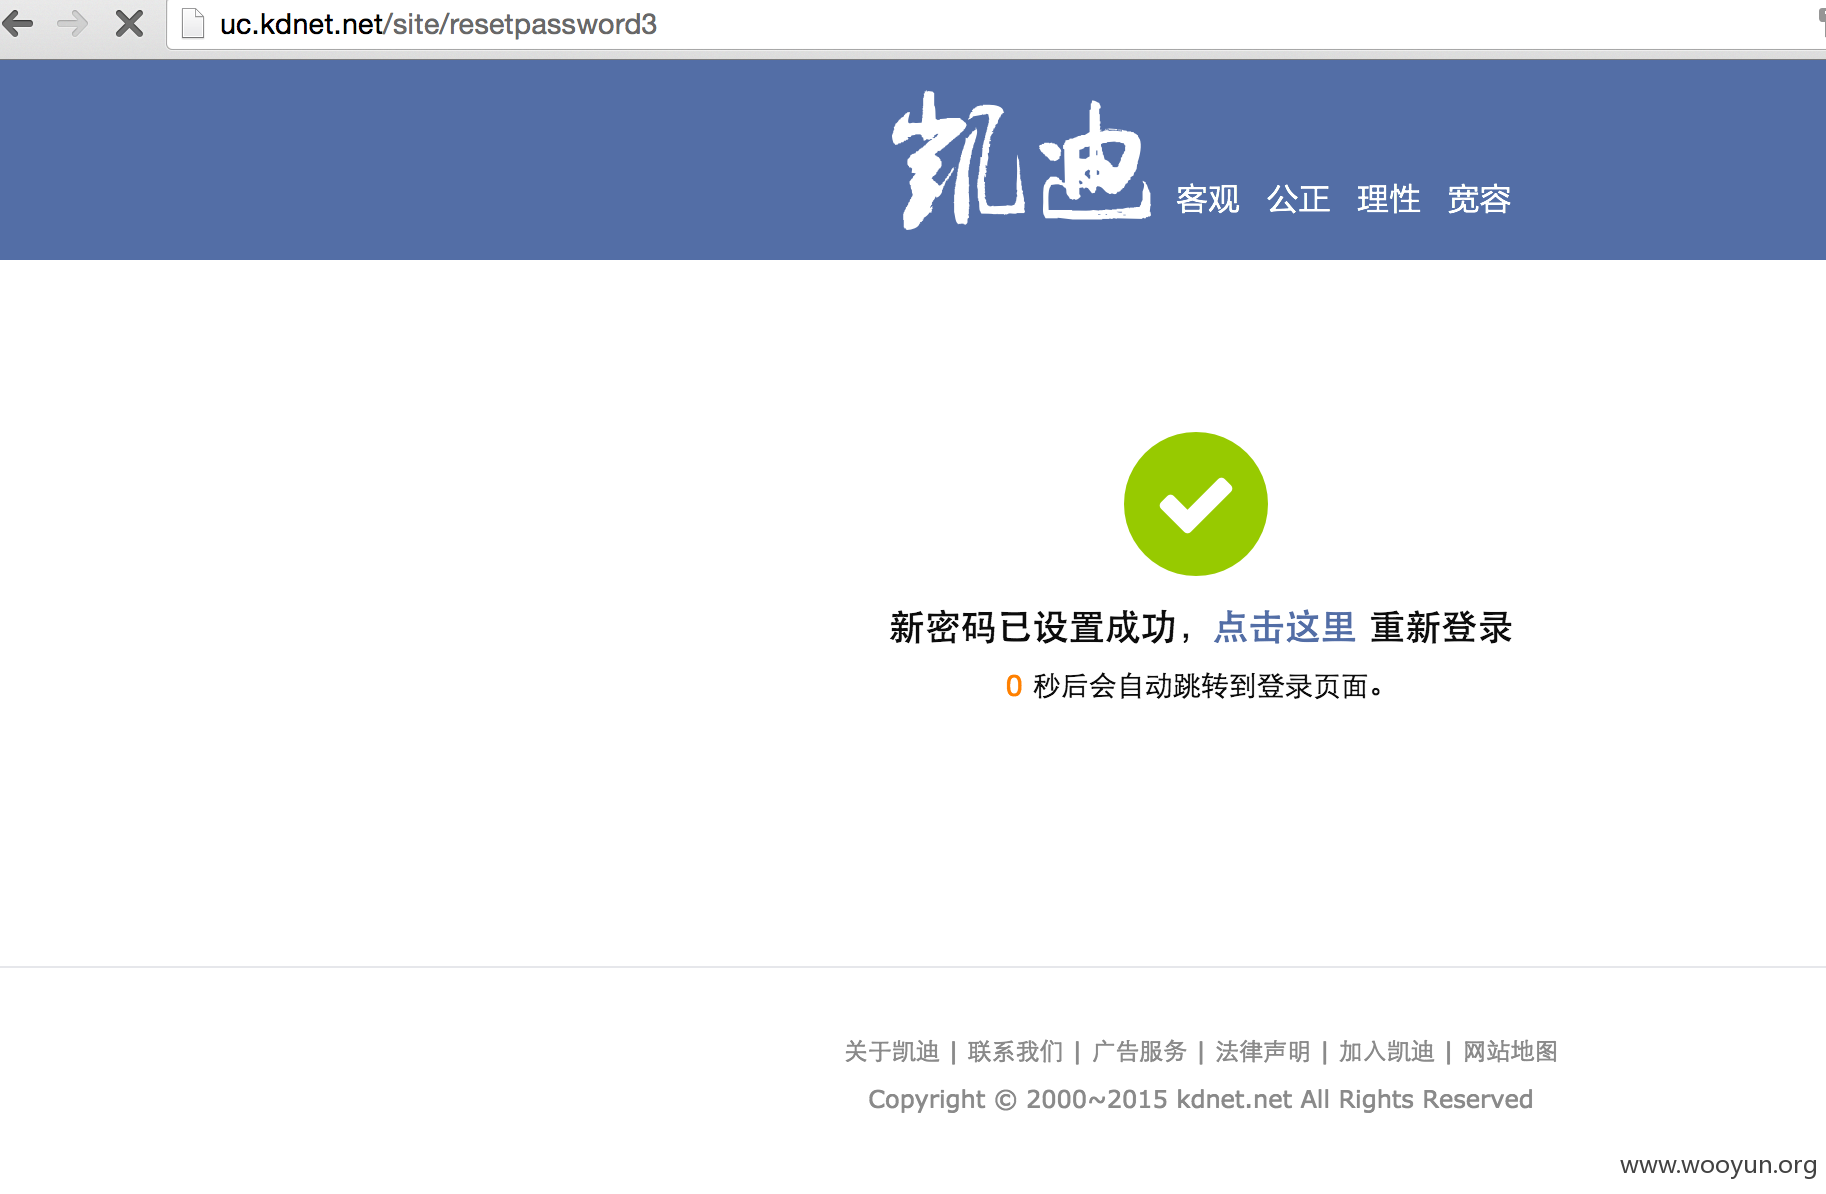 uc.kdnet.net/site/resetpassword3
凯迪 客观 公正 理性 宽容
新密码已设置成功，点击这里 重新登录
0 秒后会自动跳转到登录页面。
关于凯迪 | 联系我们 | 广告服务 | 法律声明 | 加入凯迪 | 网站地图
Copyright © 2000~2015 kdnet.net All Rights Reserved
www.wooyun.org